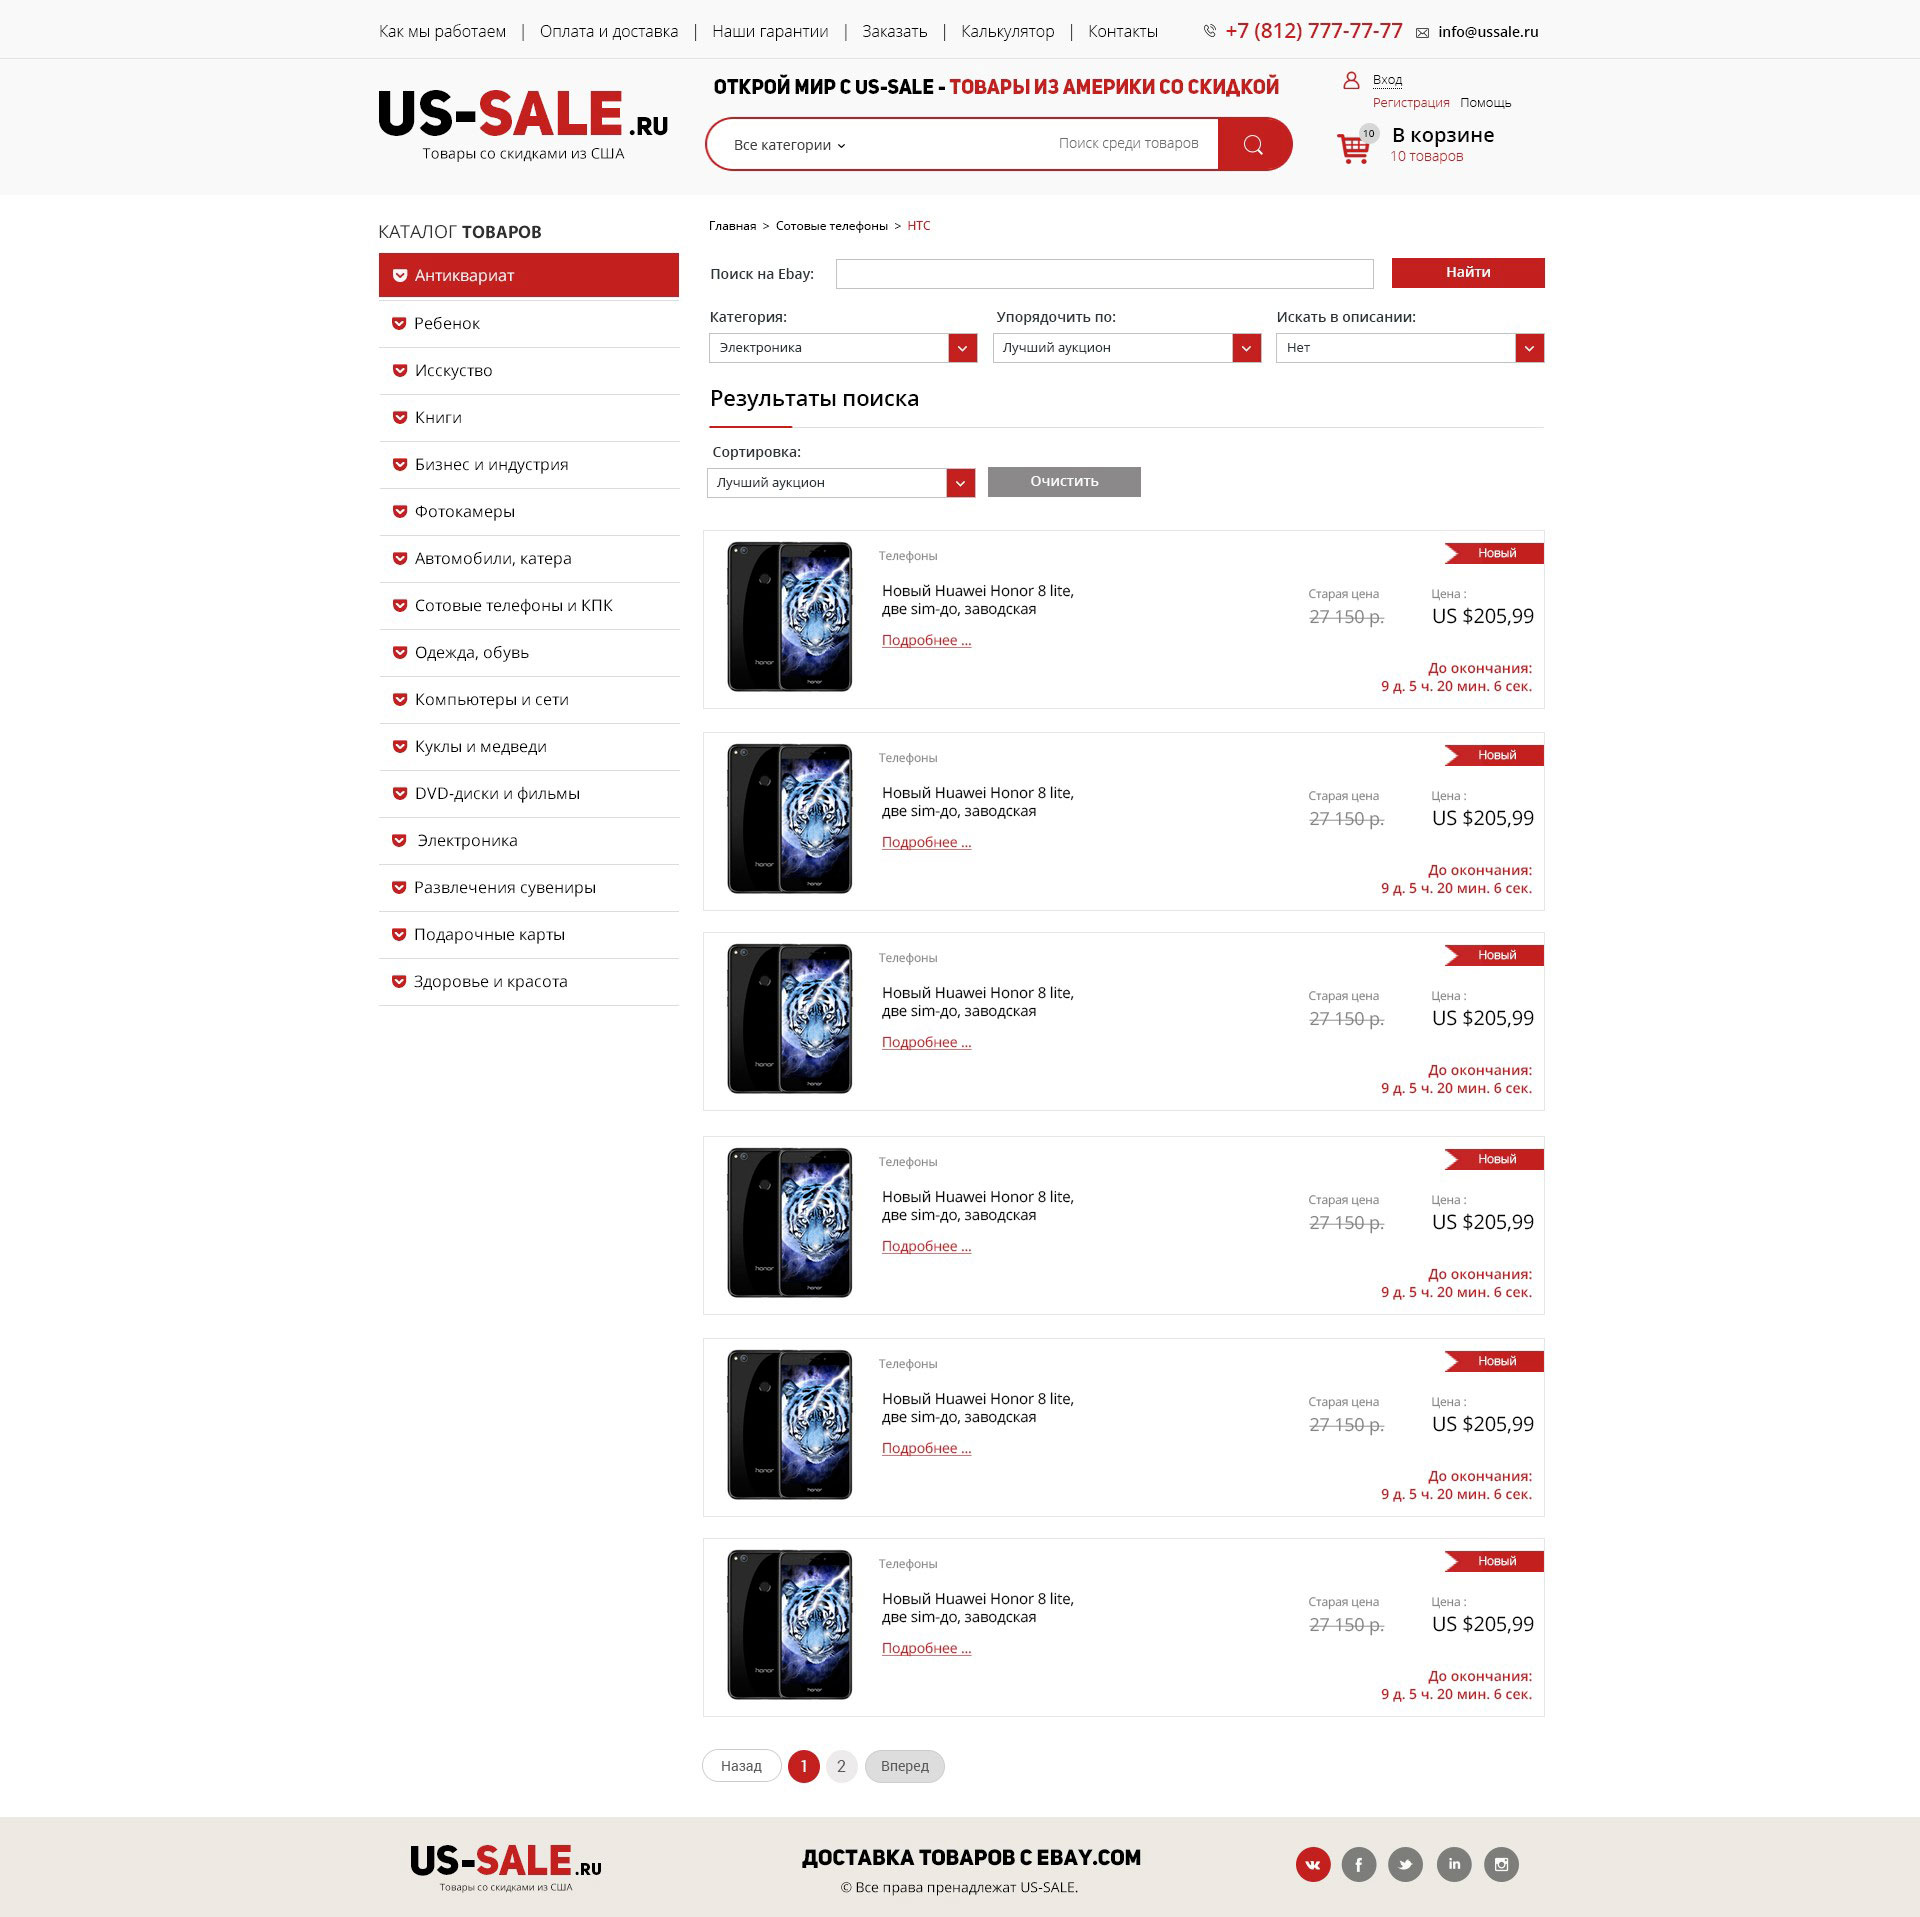 Как мы работаем | Оплата и доставка | Наши гарантии | Заказать | Калькулятор | Контакты +7 (812) 777-77-77 info@ussale.ru
US-SALE.RU
Товары со скидками из США
ОТКРОЙ МИР С US-SALE - ТОВАРЫ ИЗ АМЕРИКИ СО СКИДКОЙ
Все категории Поиск среди товаров
Вход
Регистрация Помощь
10 В корзине
10 товаров
КАТАЛОГ ТОВАРОВ
Антиквариат
Ребенок
Исскуство
Книги
Бизнес и индустрия
Фотокамеры
Автомобили, катера
Сотовые телефоны и КПК
Одежда, обувь
Компьютеры и сети
Куклы и медведи
DVD-диски и фильмы
Электроника
Развлечения сувениры
Подарочные карты
Здоровье и красота
Главная > Сотовые телефоны > HTC
Поиск на Ebay: Найти
Категория: Упорядочить по: Искать в описании:
Электроника Лучший аукцион Нет
Результаты поиска
Сортировка:
Лучший аукцион Очистить
honor honor
Телефоны Новый
Новый Huawei Honor 8 lite,
две sim-до, заводская
Подробнее ...
Старая цена Цена :
27 150 р. US $205,99
До окончания:
9 д. 5 ч. 20 мин. 6 сек.
honor honor
Телефоны Новый
Новый Huawei Honor 8 lite,
две sim-до, заводская
Подробнее ...
Старая цена Цена :
27 150 р. US $205,99
До окончания:
9 д. 5 ч. 20 мин. 6 сек.
honor honor
Телефоны Новый
Новый Huawei Honor 8 lite,
две sim-до, заводская
Подробнее ...
Старая цена Цена :
27 150 р. US $205,99
До окончания:
9 д. 5 ч. 20 мин. 6 сек.
honor honor
Телефоны Новый
Новый Huawei Honor 8 lite,
две sim-до, заводская
Подробнее ...
Старая цена Цена :
27 150 р. US $205,99
До окончания:
9 д. 5 ч. 20 мин. 6 сек.
honor honor
Телефоны Новый
Новый Huawei Honor 8 lite,
две sim-до, заводская
Подробнее ...
Старая цена Цена :
27 150 р. US $205,99
До окончания:
9 д. 5 ч. 20 мин. 6 сек.
honor honor
Телефоны Новый
Новый Huawei Honor 8 lite,
две sim-до, заводская
Подробнее ...
Старая цена Цена :
27 150 р. US $205,99
До окончания:
9 д. 5 ч. 20 мин. 6 сек.
Назад 1 2 Вперед
US-SALE.RU
Товары со скидками из США
ДОСТАВКА ТОВАРОВ С EBAY.COM
© Все права пренадлежат US-SALE.